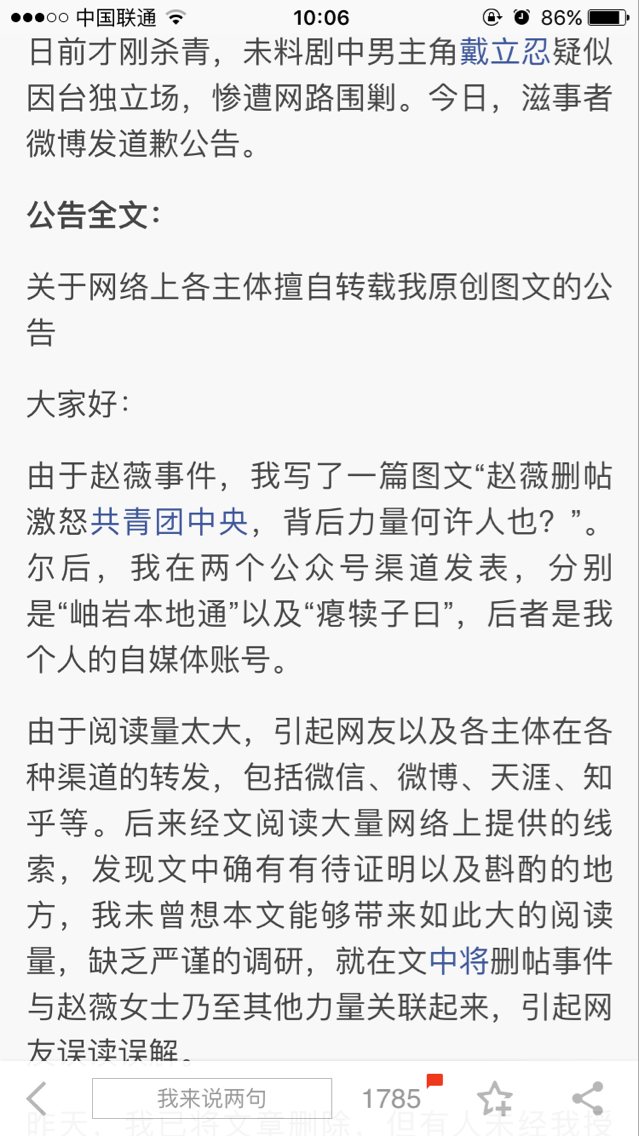 中国联通 10:06 86%
日前才刚杀青，未料剧中男主角戴立忍疑似
因台独立场，惨遭网路围剿。今日，滋事者
微博发道歉公告。
公告全文：
关于网络上各主体擅自转载我原创图文的公
告
大家好：
由于赵薇事件，我写了一篇图文“赵薇删帖
激怒共青团中央，背后力量何许人也？”。
尔后，我在两个公众号渠道发表，分别
是“岫岩本地通”以及“瘪犊子曰”，后者是我
个人的自媒体账号。
由于阅读量太大，引起网友以及各主体在各
种渠道的转发，包括微信、微博、天涯、知
乎等。后来经文阅读大量网络上提供的线
索，发现文中确有有待证明以及斟酌的地
方，我未曾想本文能够带来如此大的阅读
量，缺乏严谨的调研，就在文中将删帖事件
与赵薇女士乃至其他力量关联起来，引起网
友误读误解。
我来说两句 1785
昨天，我已将文章删除，但有人未经我授